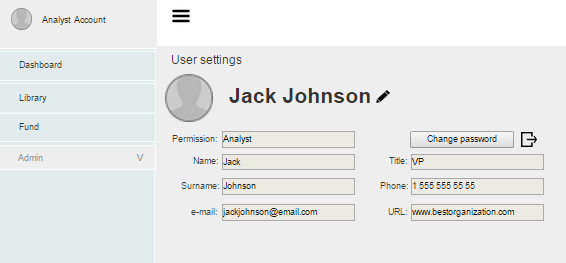 Analyst Account
Dashboard
Library
Fund
Admin V
User settings
Jack Johnson
Permission: Analyst
Change password
Name: Jack
Title: VP
Surname: Johnson
Phone: 1 555 555 55 55
e-mail: jackjohnson@email.com
URL: www.bestorganization.com